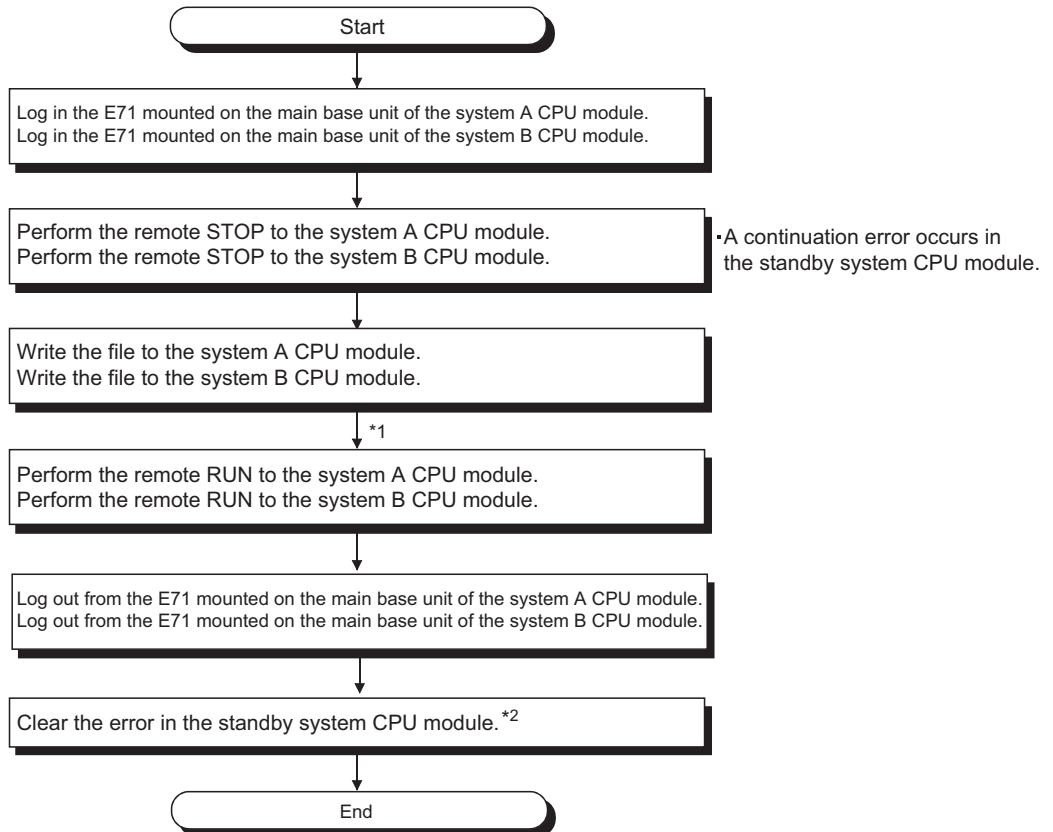 Start
Log in the E71 mounted on the main base unit of the system A CPU module.
Log in the E71 mounted on the main base unit of the system B CPU module.
Perform the remote STOP to the system A CPU module.
Perform the remote STOP to the system B CPU module.
·A continuation error occurs in
the standby system CPU module.
Write the file to the system A CPU module.
Write the file to the system B CPU module.
*1
Perform the remote RUN to the system A CPU module.
Perform the remote RUN to the system B CPU module.
Log out from the E71 mounted on the main base unit of the system A CPU module.
Log out from the E71 mounted on the main base unit of the system B CPU module.
Clear the error in the standby system CPU module.*2
End